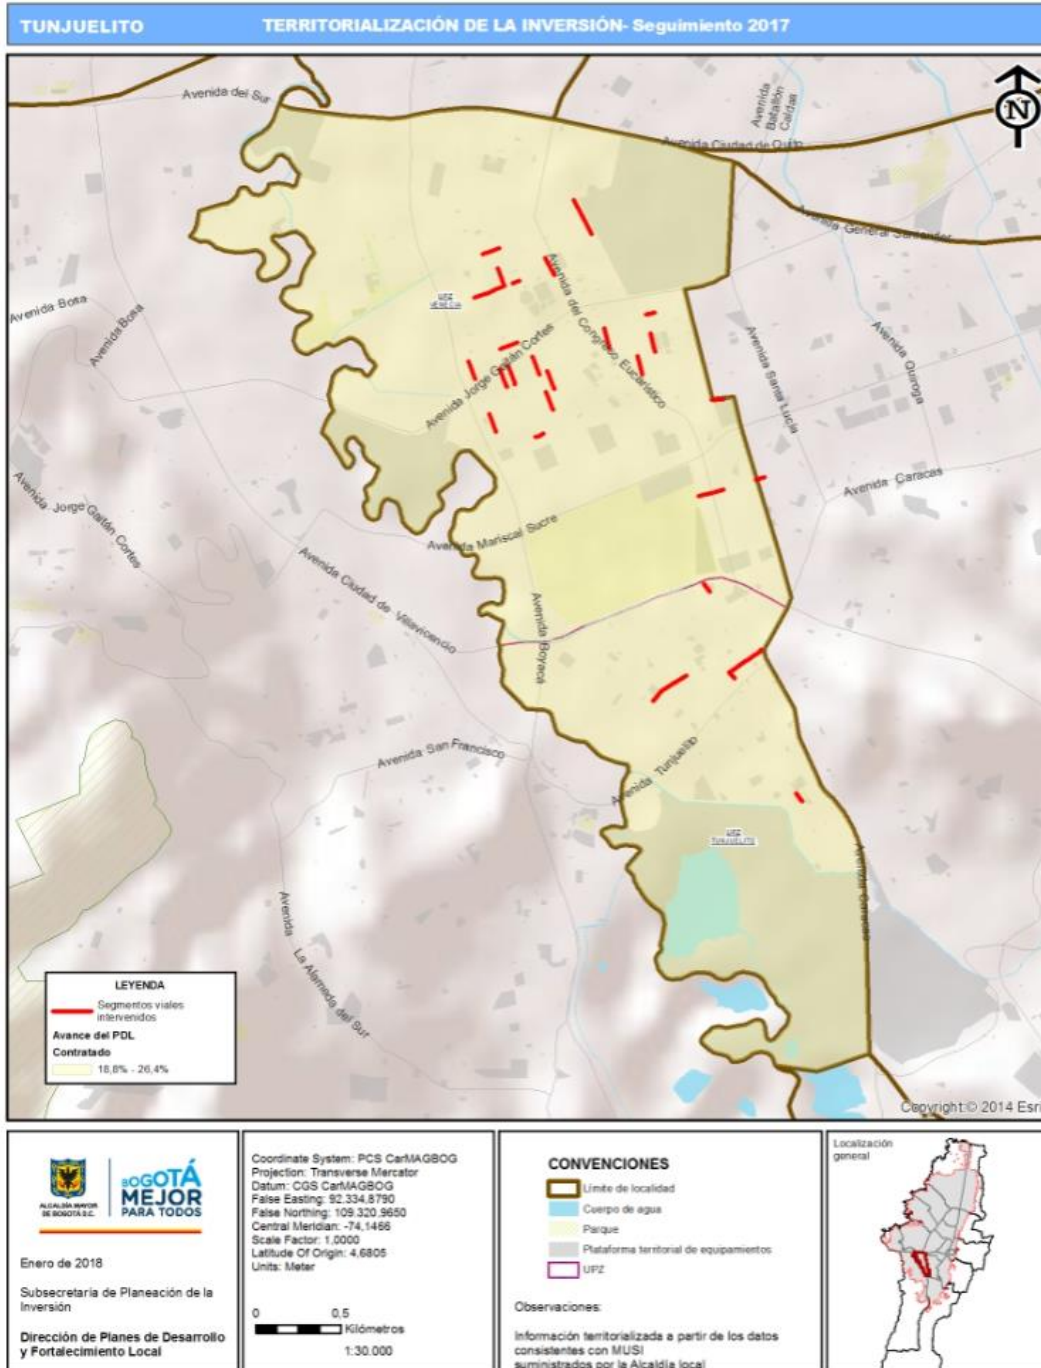 TUNJUELITO
TERRITORIALIZACIÓN DE LA INVERSIÓN- Seguimiento 2017
Avenida del Sur
Avenida
Batallón
Caldas
N
Avenida Ciudad de Quito
Avenida General Santander
VENECIA
Avenida Bosa
Avenida Bosa
Avenida del Congreso Eucarístico
Avenida Jorge Gaitán Cortes
Avenida Santa Lucía
Avenida Quiroga
Avenida Caracas
Avenida Jorge Gaitán Cortes
Avenida Mariscal Sucre
Avenida Ciudad de Villavicencio
Avenida Boyacá
Avenida San Francisco
Avenida Tunjuelito
TUNJUELITO
Avenida Caracas
Avenida La Alameda del Sur
LEYENDA
Segmentos viales
intervenidos
Avance del PDL
Contratado
18,8% - 26,4%
Copyright:© 2014 Esri
ALCALDÍA MAYOR
DE BOGOTÁ D.C.
BOGOTÁ
MEJOR
PARA TODOS
Enero de 2018
Subsecretaría de Planeación de la
Inversión
Dirección de Planes de Desarrollo
y Fortalecimiento Local
Coordinate System: PCS CarMAGBOG
Projection: Transverse Mercator
Datum: CGS CarMAGBOG
False Easting: 92.334,8790
False Northing: 109.320,9650
Central Meridian: -74,1466
Scale Factor: 1,0000
Latitude Of Origin: 4,6805
Units: Meter
0 0,5
Kilómetros
1:30.000
CONVENCIONES
Límite de localidad
Cuerpo de agua
Parque
Plataforma territorial de equipamientos
UPZ
Observaciones:
Información territorializada a partir de los datos
consistentes con MUSI
suministrados por la Alcaldía local
Localización
general